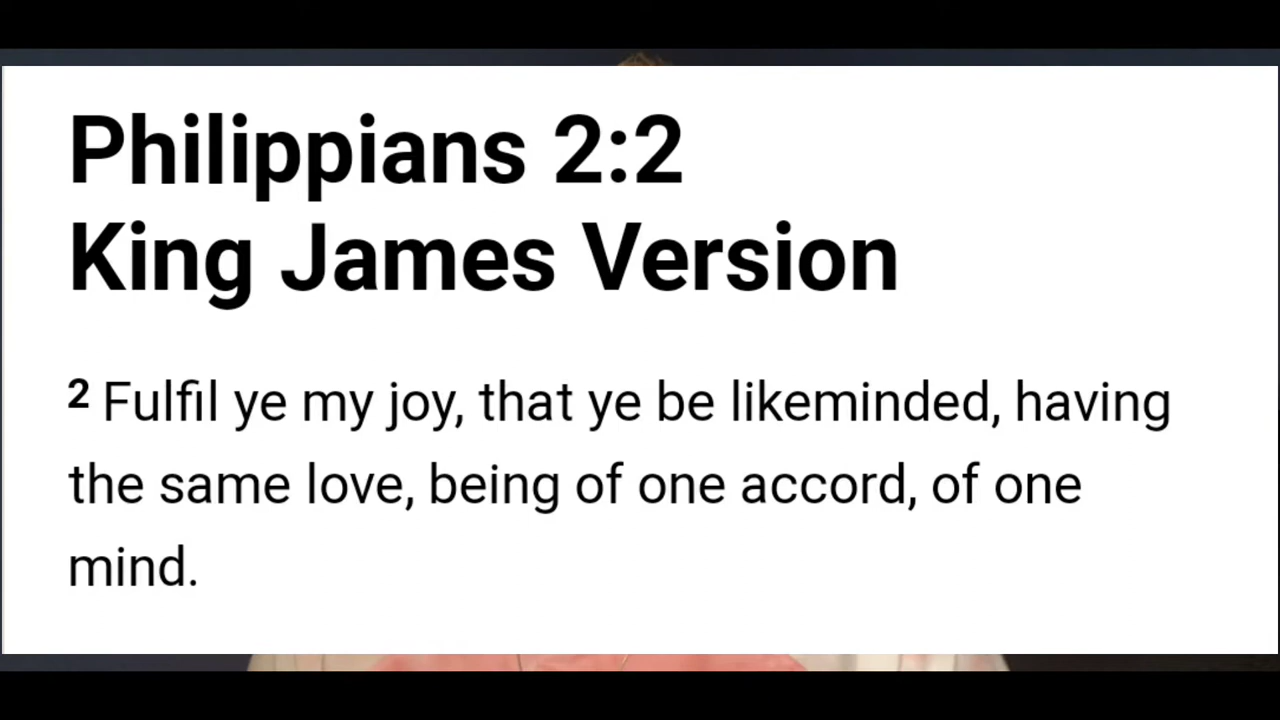 Philippians 2:2
King James Version
2 Fulfil ye my joy, that ye be likeminded, having
the same love, being of one accord, of one
mind.